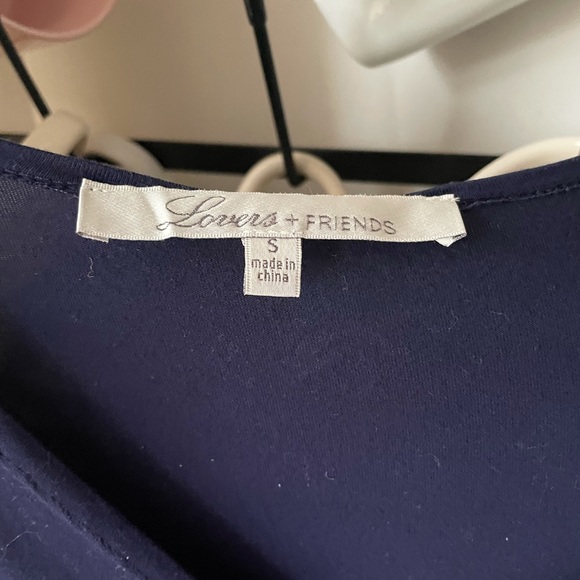 Lovers + FRIENDS
S
made in
china